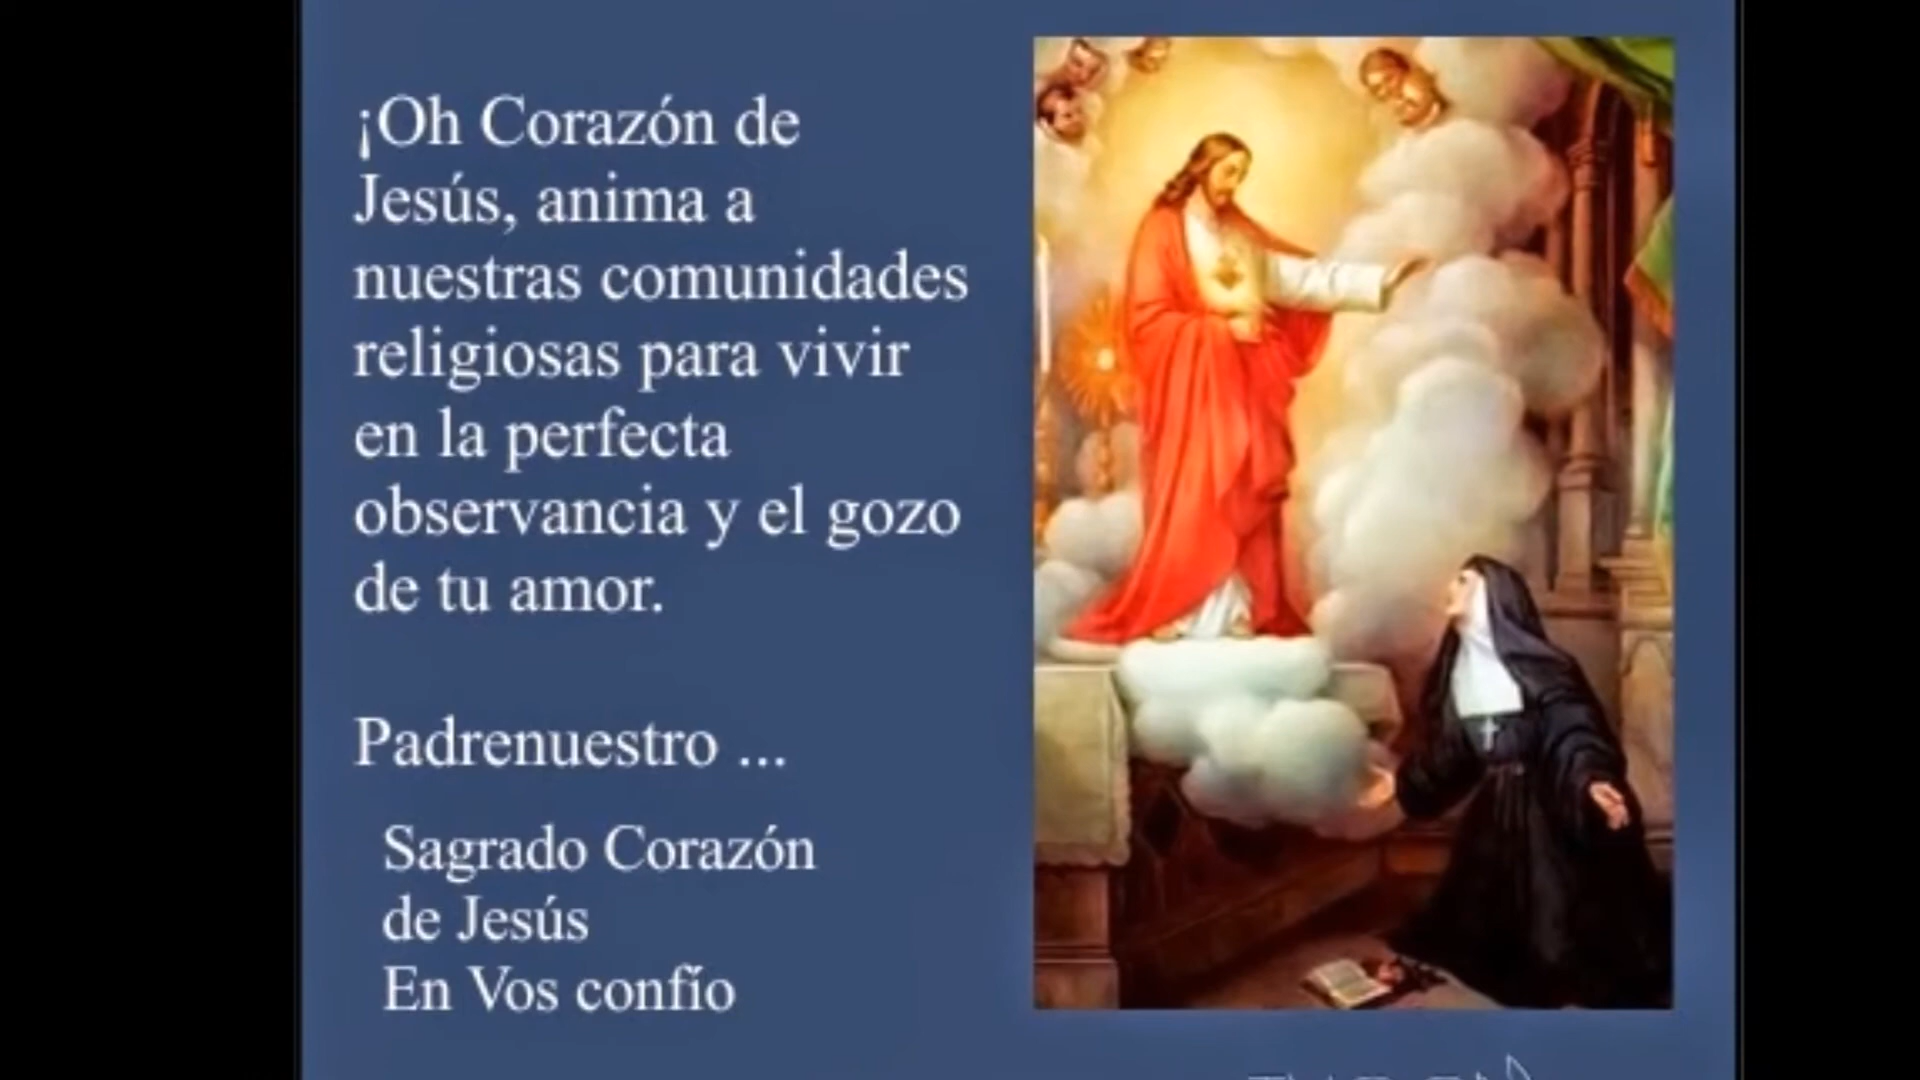 ¡Oh Corazón de
Jesús, anima a
nuestras comunidades
religiosas para vivir
en la perfecta
observancia y el gozo
de tu amor.
Padrenuestro ...
Sagrado Corazón
de Jesús
En Vos confío